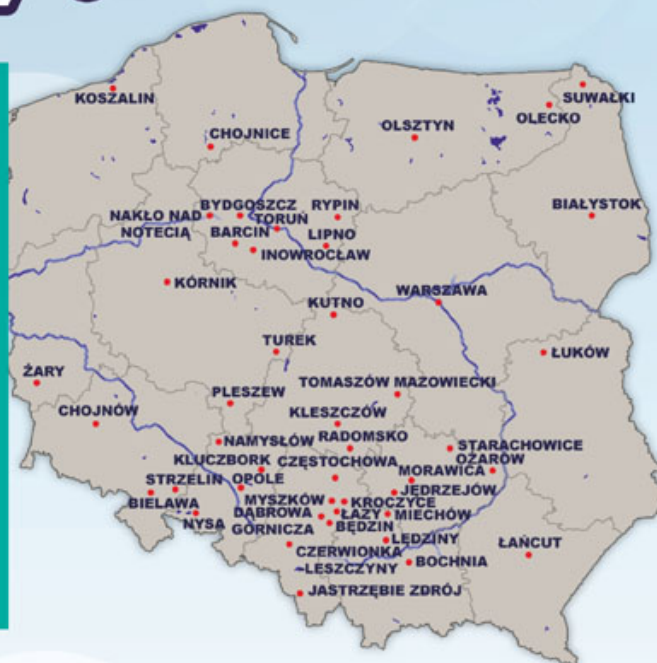 KOSZALIN
SUWAŁKI
OLECKO
CHOJNICE
OLSZTYN
BYDGOSZCZ
RYPIN
BIAŁYSTOK
NAKŁO NAD
NOTECIĄ
TORUŃ
BARCIN
LIPNO
INOWROCŁAW
KÓRNIK
WARSZAWA
KUTNO
TUREK
ŁUKÓW
ŻARY
TOMASZÓW MAZOWIECKI
PLESZEW
CHOJNÓW
KLESZCZÓW
NAMYSŁÓW
RADOMSKO
STARACHOWICE
KLUCZBORK
CZĘSTOCHOWA
OŻARÓW
MORAWICA
STRZELIN
OPOLE
JĘDRZEJÓW
BIELAWA
MYSZKÓW
KROCZYCE
NYSA
DĄBROWA
GÓRNICZA
ŁAZY
MIECHÓW
BĘDZIN
LĘDZINY
ŁAŃCUT
CZERWIONKA
-LESZCZYNY
BOCHNIA
JASTRZĘBIE ZDRÓJ